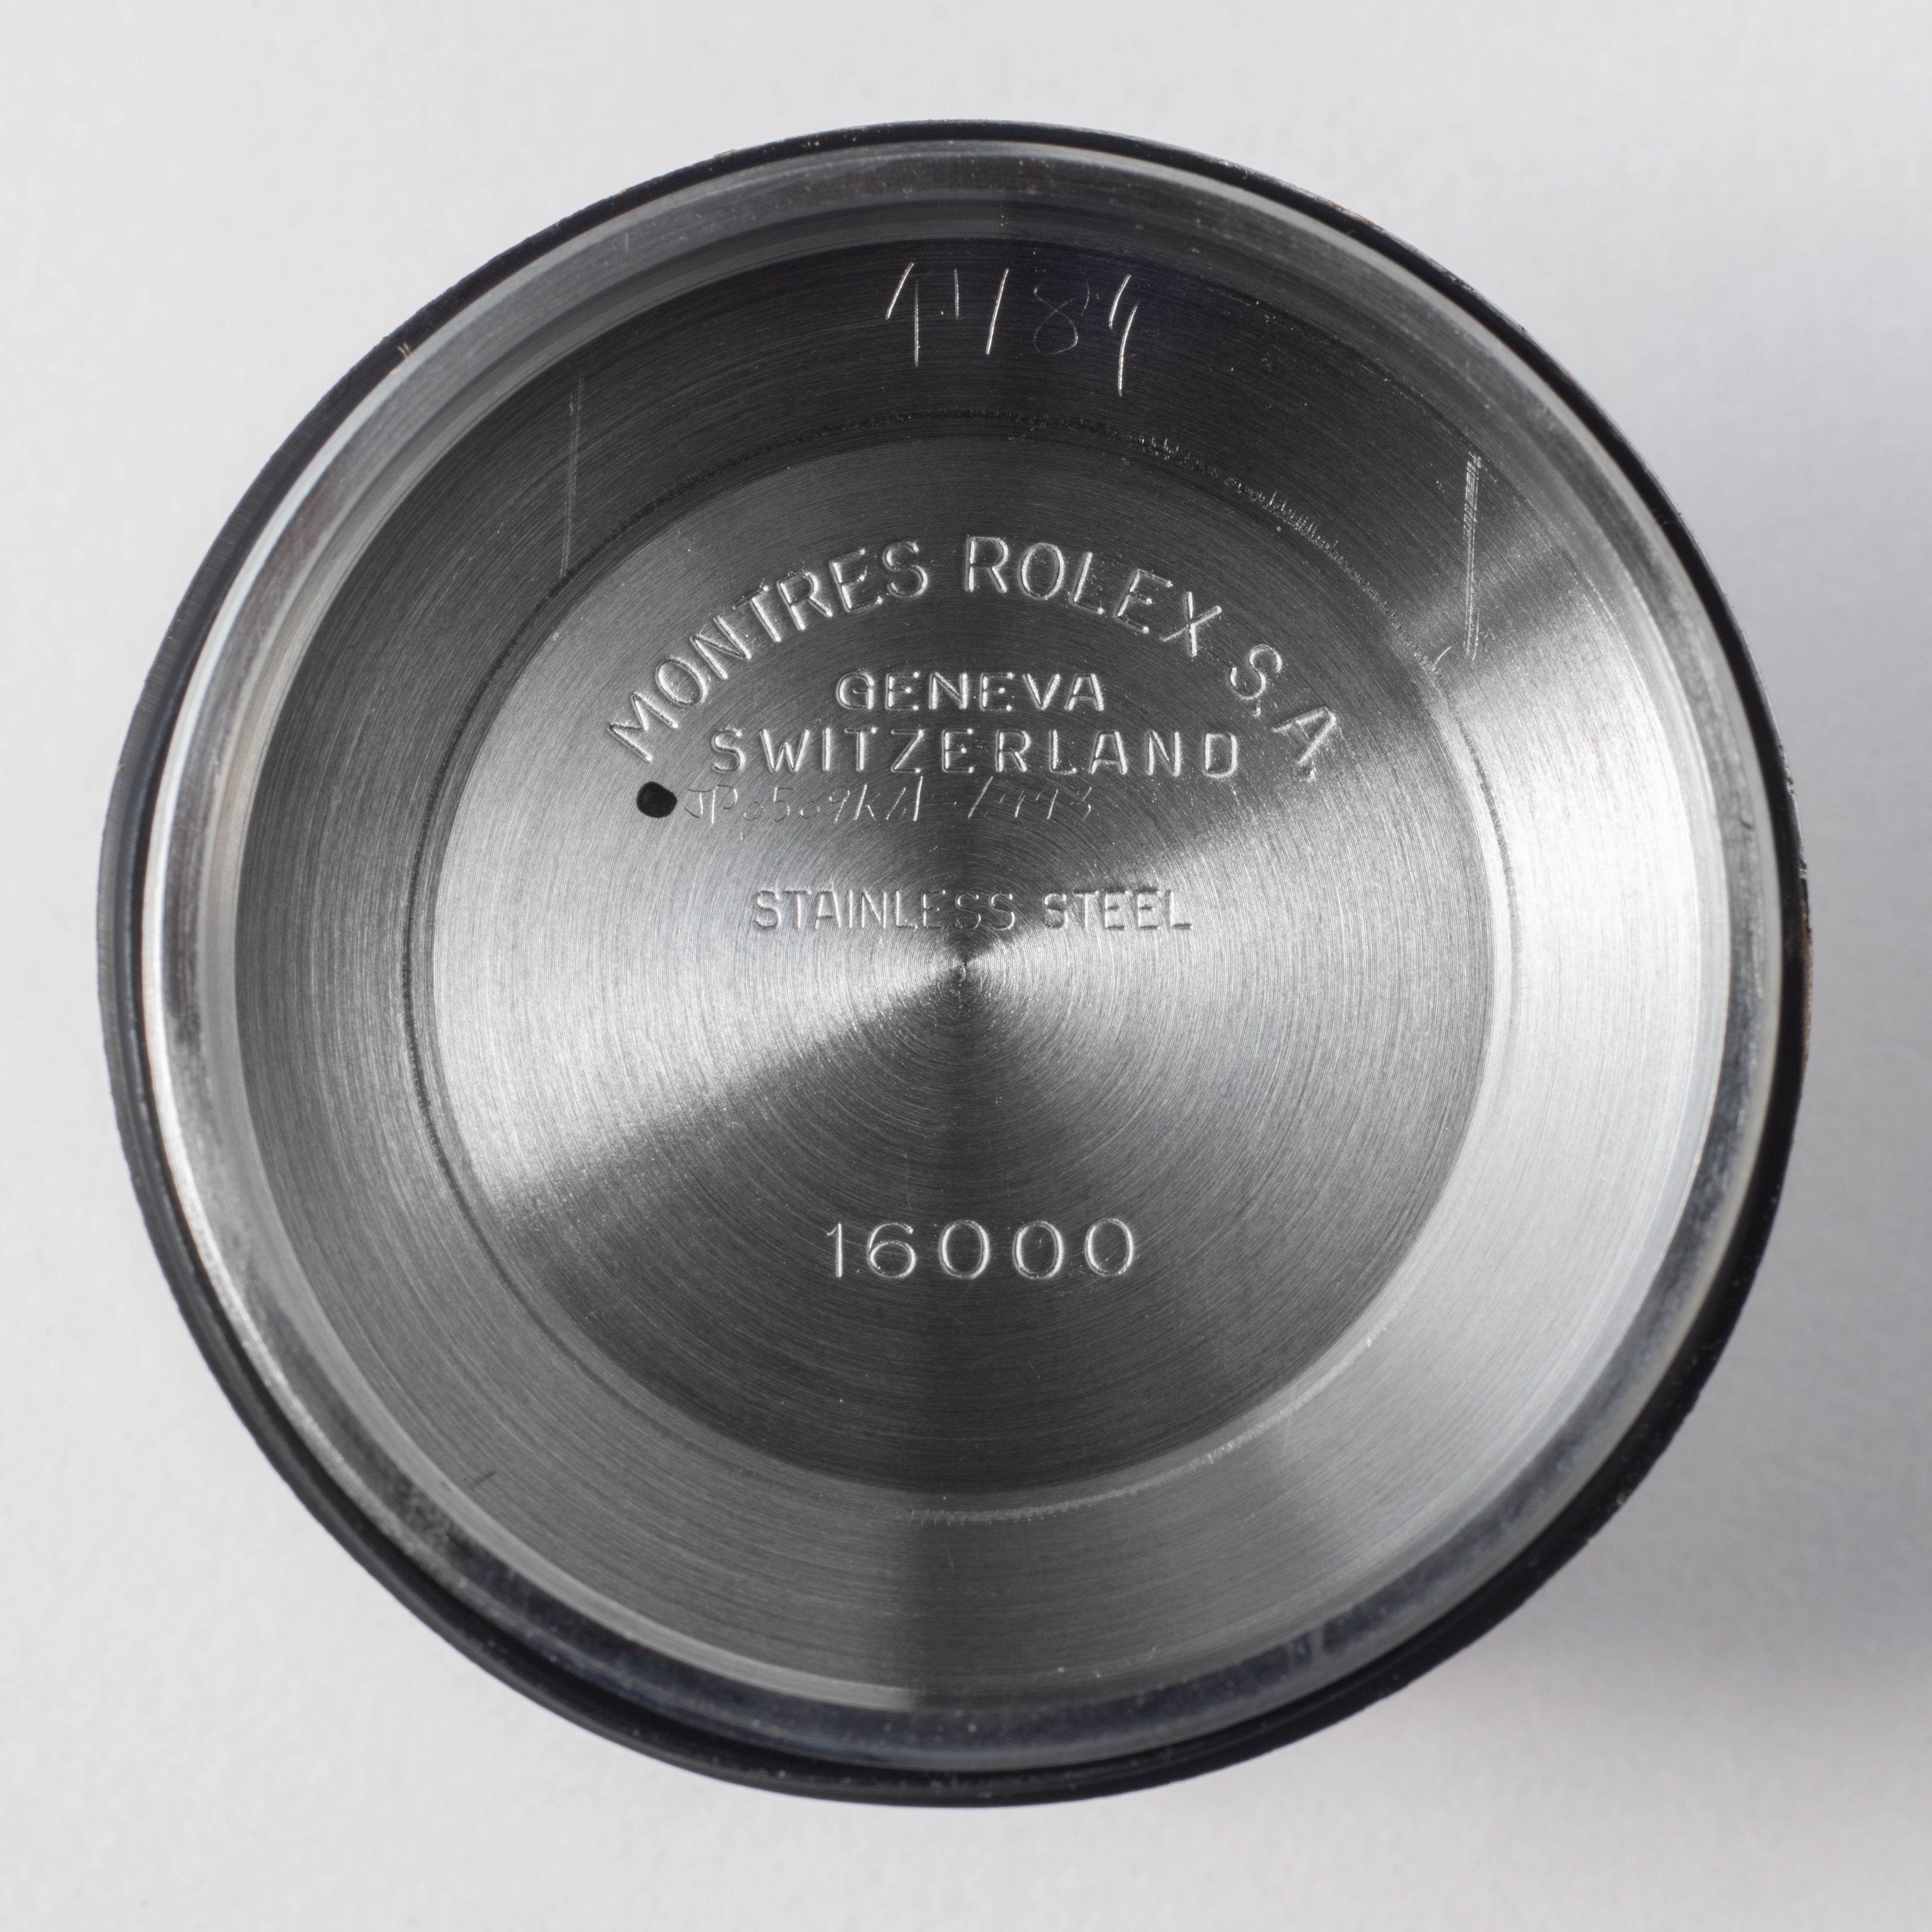 MONTRES ROLEX S.A.
GENEVA
SWITZERLAND
STAINLESS STEEL
16000